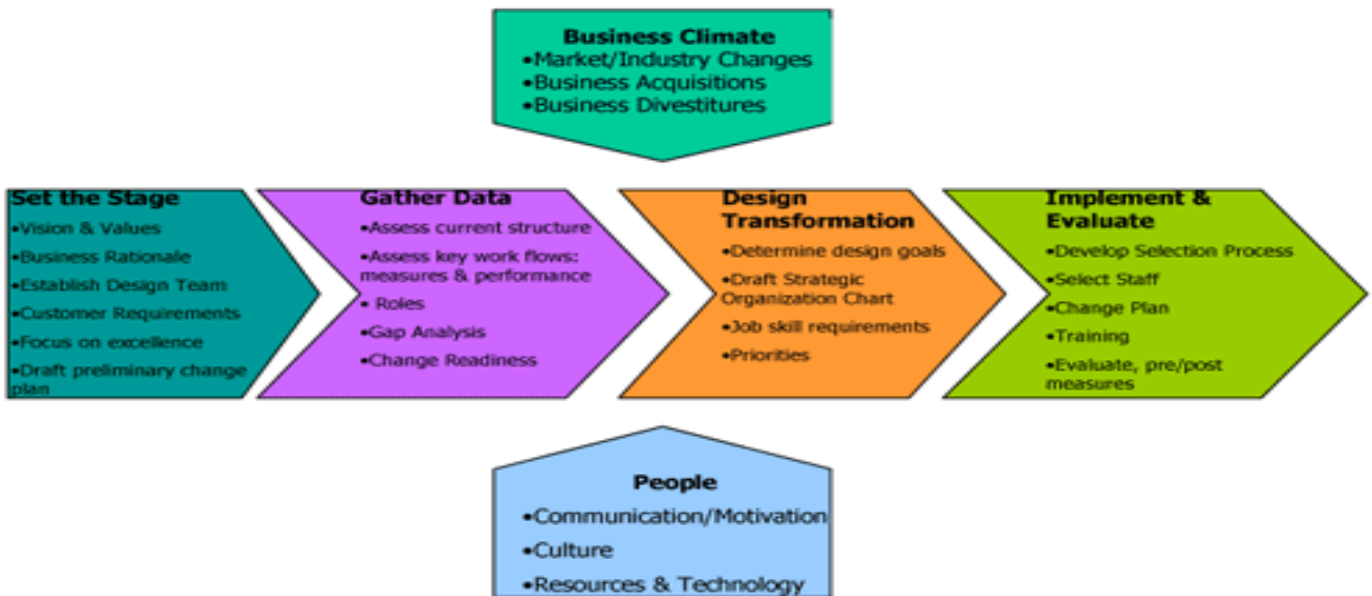 Business Climate
•Market/Industry Changes
•Business Acquisitions
•Business Divestitures
Set the Stage
•Vision & Values
•Business Rationale
•Establish Design Team
•Customer Requirements
•Focus on excellence
•Draft preliminary change
plan
Gather Data
•Assess current structure
•Assess key work flows:
measures & performance
• Roles
•Gap Analysis
•Change Readiness
Design
Transformation
•Determine design goals
•Draft Strategic
Organization Chart
•Job skill requirements
•Priorities
Implement &
Evaluate
•Develop Selection Process
•Select Staff
•Change Plan
•Training
•Evaluate, pre/post
measures
People
•Communication/Motivation
•Culture
•Resources & Technology